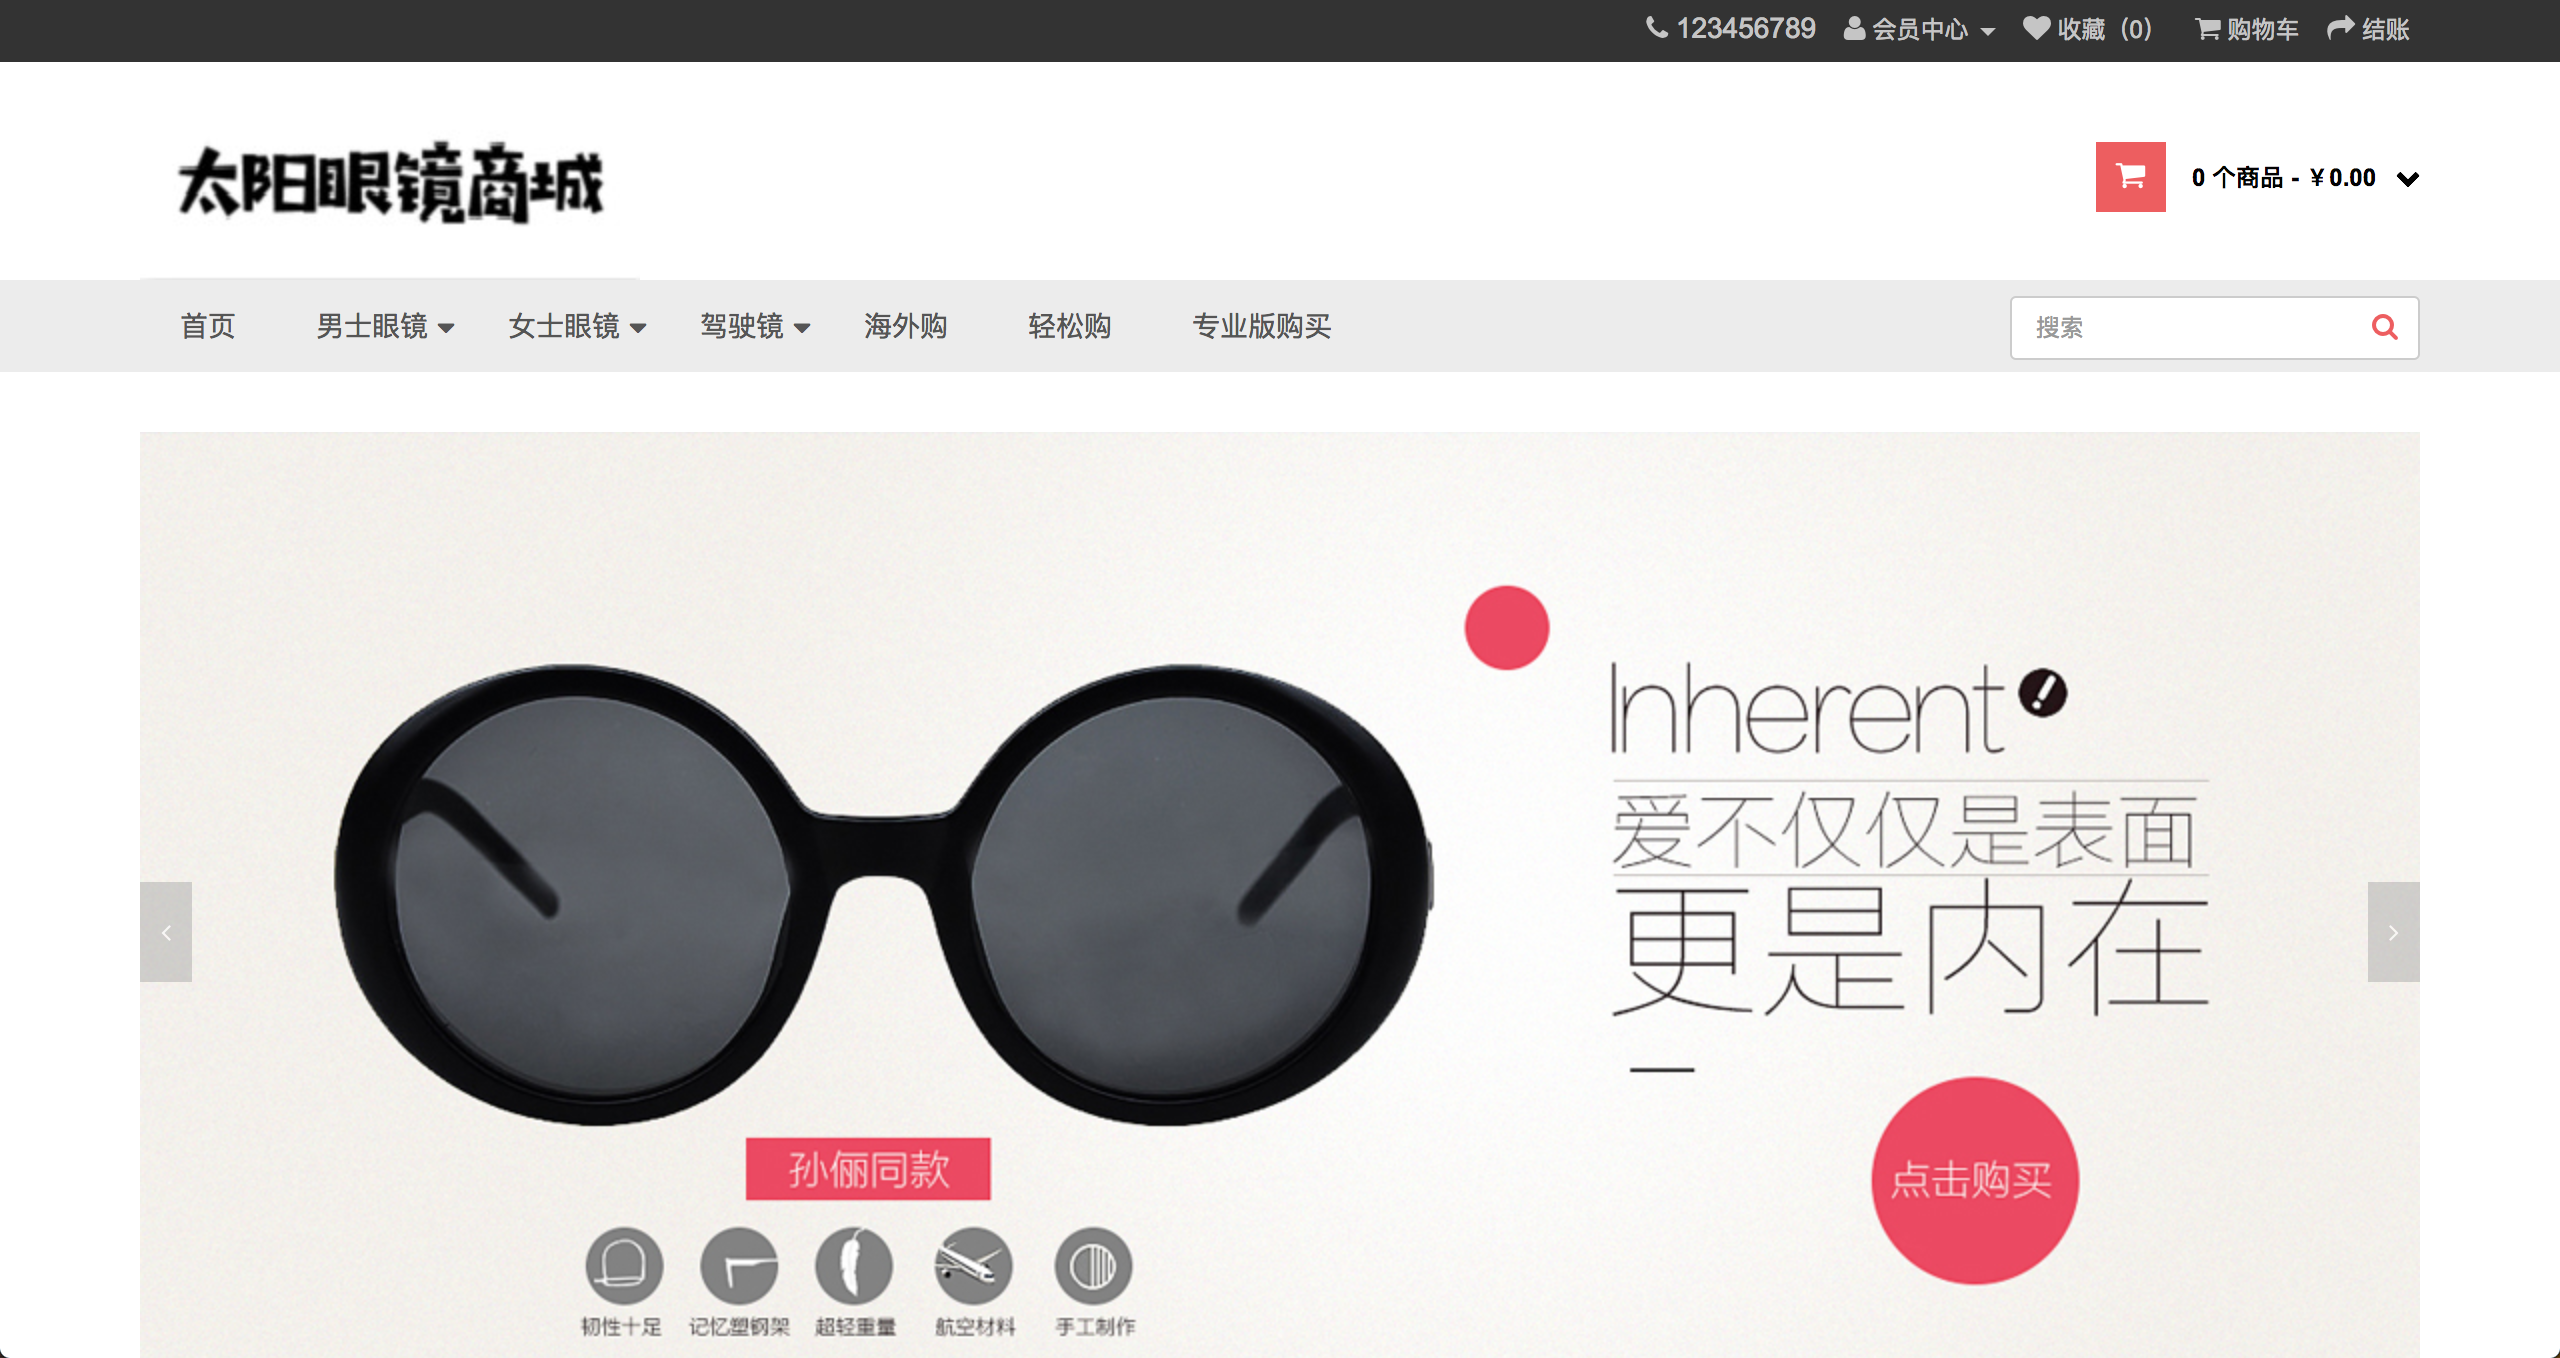 123456789 会员中心 收藏 (0) 购物车 结账
太阳眼镜商城
0 个商品 - ￥0.00
首页 男士眼镜 女士眼镜 驾驶镜 海外购 轻松购 专业版购买 搜索
Inherent!
爱不仅仅是表面
更是内在
孙俪同款
点击购买
韧性十足 记忆塑钢架 超轻重量 航空材料 手工制作